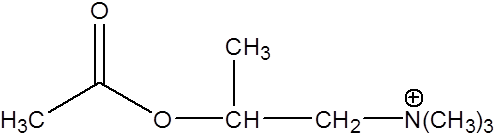 O
CH3
⊕
H3C O CH CH2 N(CH3)3